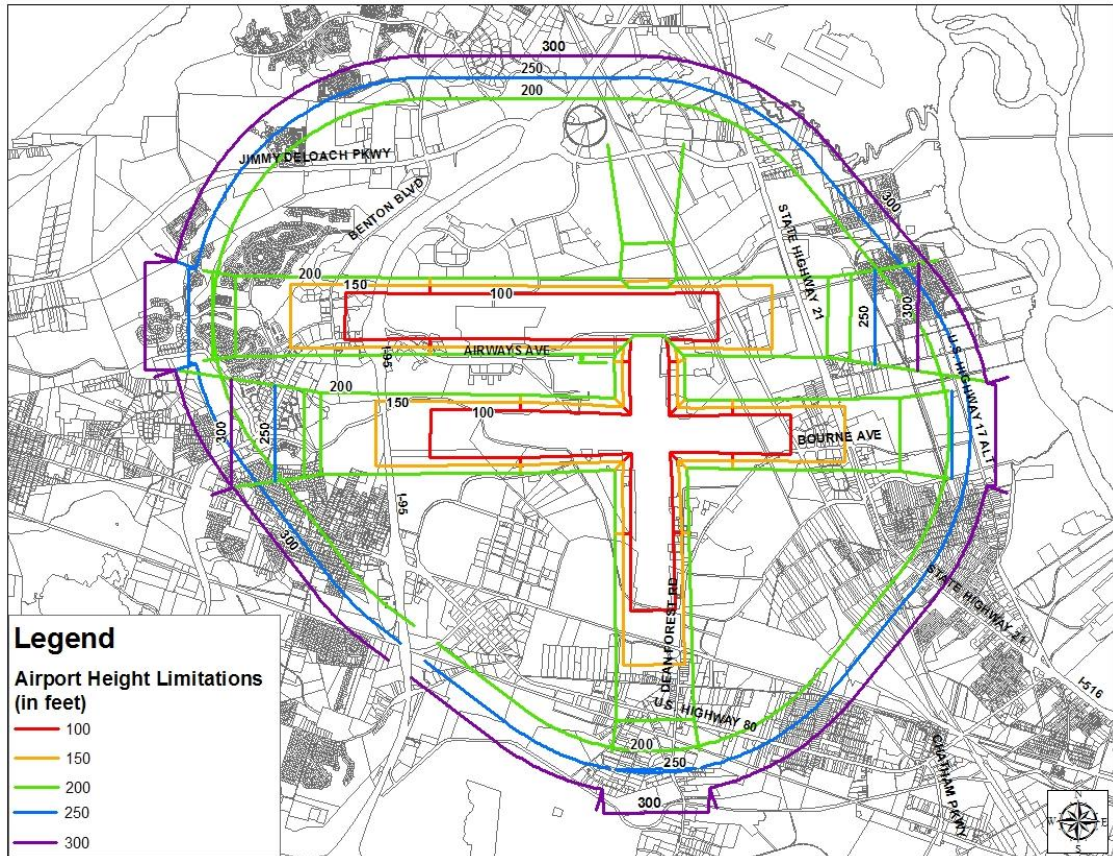 300
250
200
JIMMY DELOACH PKWY
BENTON BLVD
STATE HIGHWAY 21
300
200
150
100
250
300
I-95
AIRWAYS AVE
U.S. HIGHWAY 17 ALT
200
150
100
300
250
BOURNE AVE
I-95
300
STATE HIGHWAY 21
DEAN FOREST RD
I-516
U.S. HIGHWAY 80
200
250
CHATHAM PKWY
300
Legend
Airport Height Limitations
(in feet)
100
150
200
250
300
N
W E
S